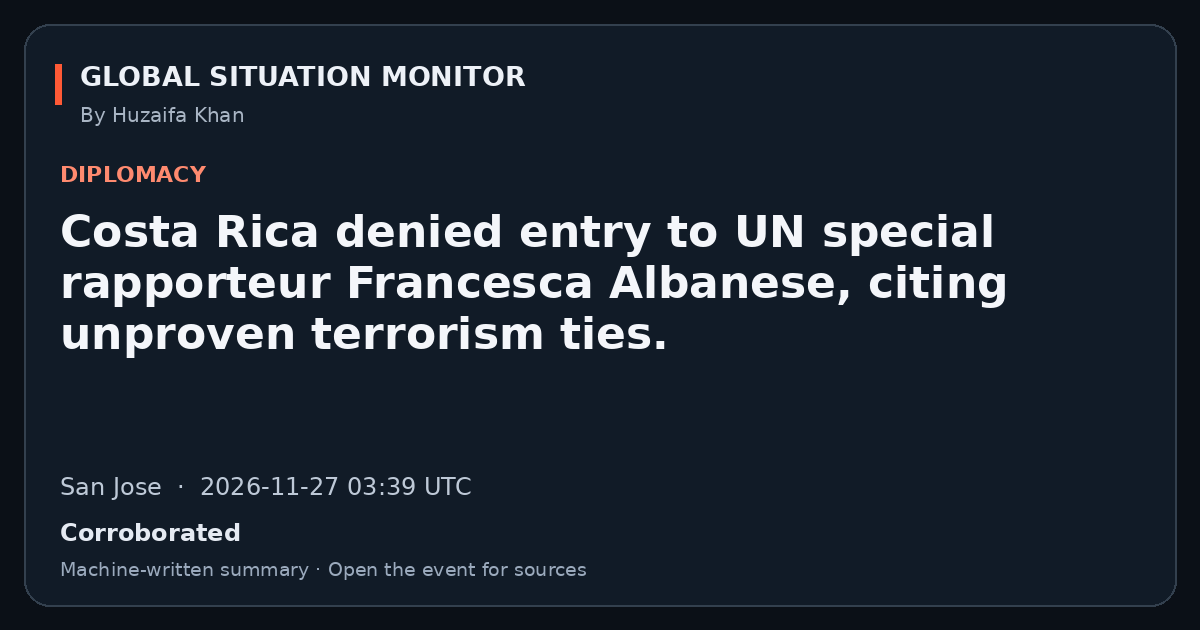 GLOBAL SITUATION MONITOR
By Huzaifa Khan
DIPLOMACY
Costa Rica denied entry to UN special
rapporteur Francesca Albanese, citing
unproven terrorism ties.
San Jose · 2026-11-27 03:39 UTC
Corroborated
Machine-written summary · Open the event for sources